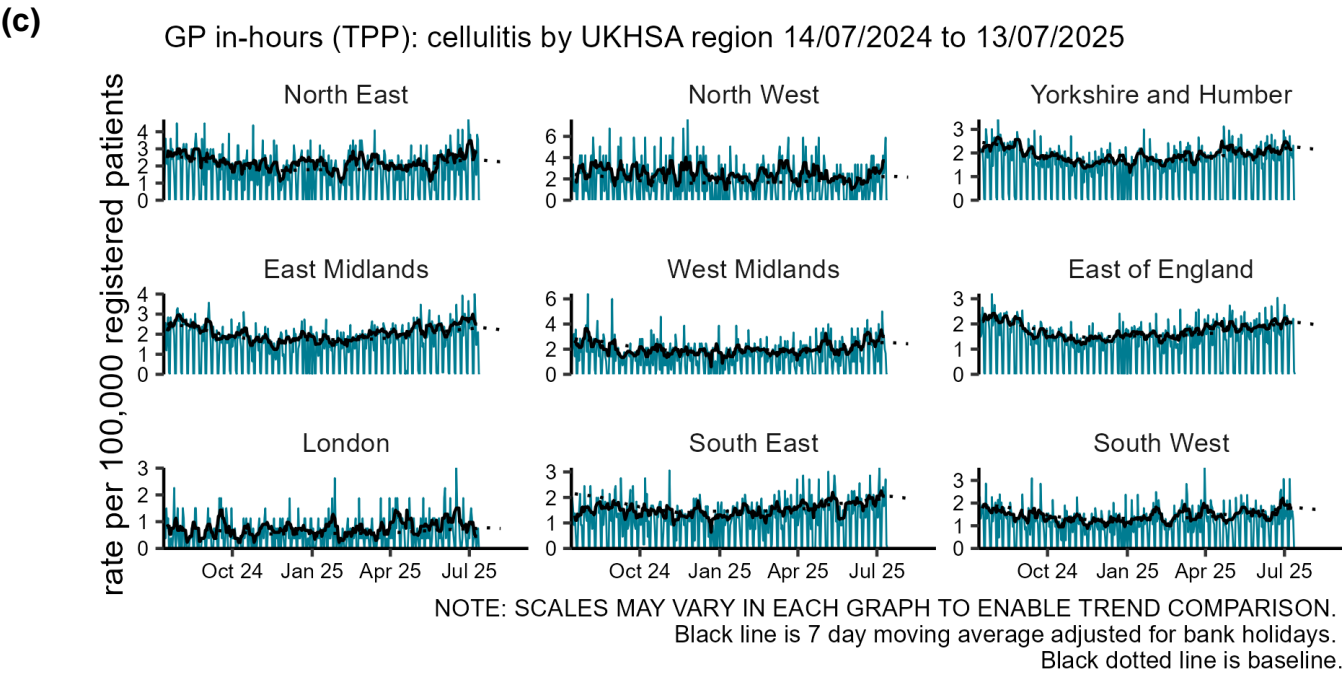 (c)
GP in-hours (TPP): cellulitis by UKHSA region 14/07/2024 to 13/07/2025
rate per 100,000 registered patients
North East
4
3
2
1
0
North West
6
4
2
0
Yorkshire and Humber
3
2
1
0
East Midlands
4
3
2
1
0
West Midlands
6
4
2
0
East of England
3
2
1
0
London
3
2
1
0
Oct 24 Jan 25 Apr 25 Jul 25
South East
3
2
1
0
Oct 24 Jan 25 Apr 25 Jul 25
South West
3
2
1
0
Oct 24 Jan 25 Apr 25 Jul 25
NOTE: SCALES MAY VARY IN EACH GRAPH TO ENABLE TREND COMPARISON.
Black line is 7 day moving average adjusted for bank holidays.
Black dotted line is baseline.